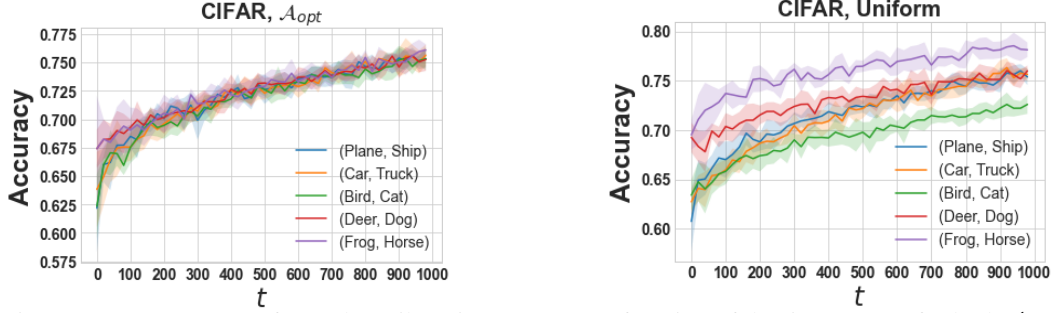 CIFAR, 𝒜opt
0.775
0.750
0.725
0.700
0.675
0.650
0.625
0.600
0.575
Accuracy
(Plane, Ship)
(Car, Truck)
(Bird, Cat)
(Deer, Dog)
(Frog, Horse)
0 100 200 300 400 500 600 700 800 900 1000
t
CIFAR, Uniform
0.80
0.75
0.70
0.65
0.60
Accuracy
(Plane, Ship)
(Car, Truck)
(Bird, Cat)
(Deer, Dog)
(Frog, Horse)
0 100 200 300 400 500 600 700 800 900 1000
t